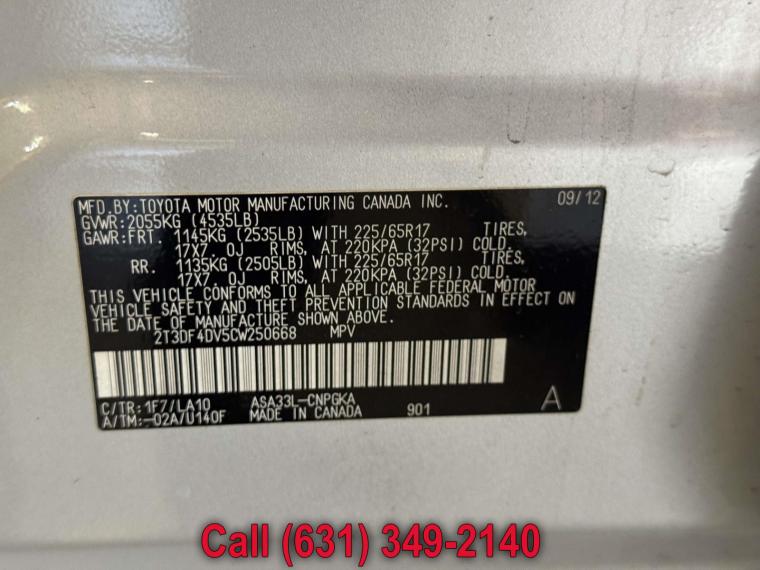 MFD.BY:TOYOTA MOTOR MANUFACTURING CANADA INC. 09/12
GVWR:2055KG (4535LB)
GAWR:FRT. 1145KG (2535LB) WITH 225/65R17 TIRES,
17X7 0J RIMS, AT 220KPA (32PSI) COLD.
RR. 1135KG (2505LB) WITH 225/65R17 TIRES,
17X7 0J RIMS, AT 220KPA (32PSI) COLD.
THIS VEHICLE CONFORMS TO ALL APPLICABLE FEDERAL MOTOR
VEHICLE SAFETY AND THEFT PREVENTION STANDARDS IN EFFECT ON
THE DATE OF MANUFACTURE SHOWN ABOVE.
2T3DF4DV5CW250668 MPV
C/TR:1F7/LA10 ASA33L-CNPGKA
A/TM:-02A/U140F MADE IN CANADA 901 A
Call (631) 349-2140